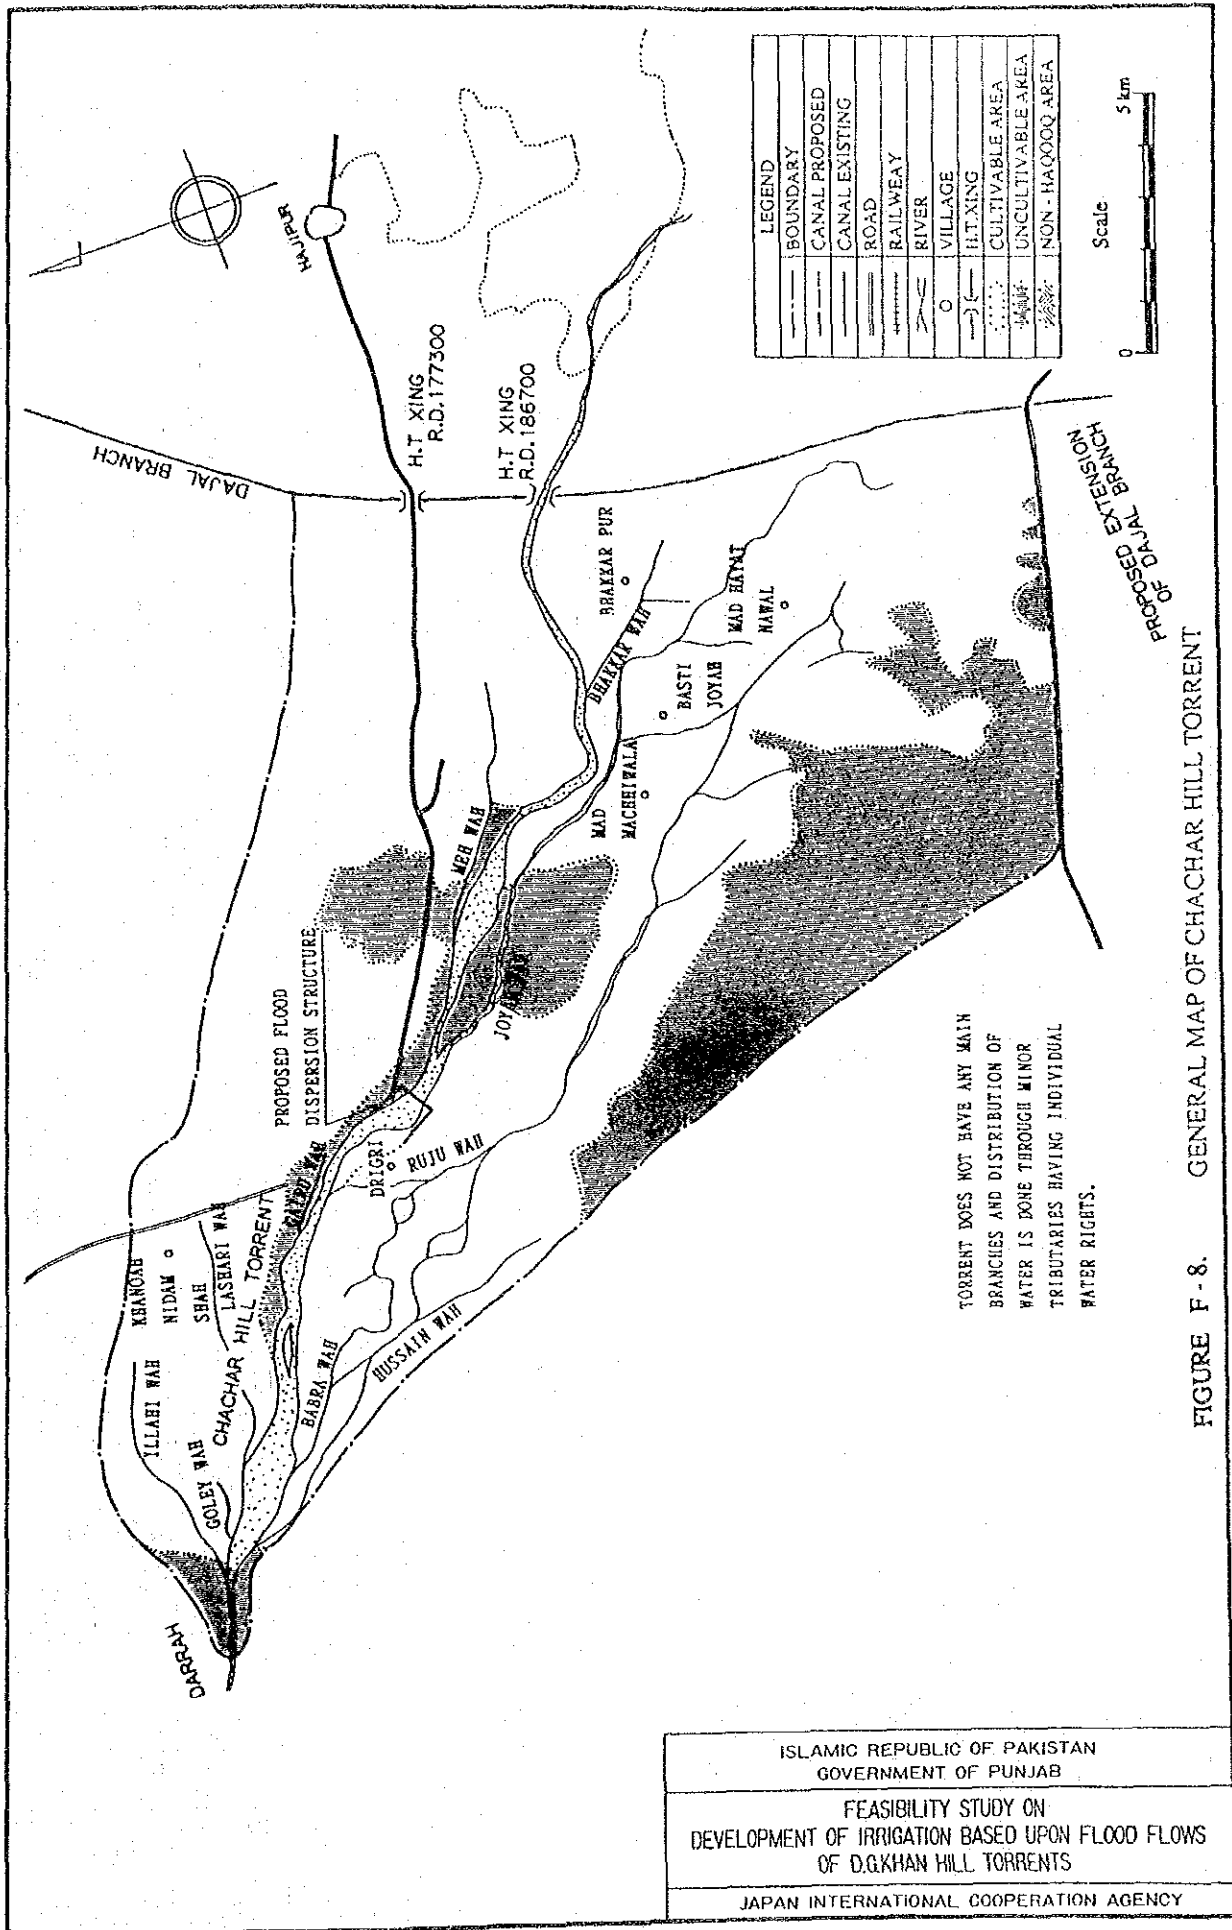 LEGEND
BOUNDARY
CANAL PROPOSED
CANAL EXISTING
ROAD
RAILWEAY
RIVER
VILLAGE
H.T.XING
CULTIVABLE AREA
UNCULTIVABLE AREA
NON - HAQOOQ AREA
Scale
0
5 km
HAJIPUR
DAJAL BRANCH
H.T XING
R.D.177300
H.T XING
R.D.186700
PROPOSED EXTENSION
OF DAJAL BRANCH
BHAKKAR WAH
BRAKKAR PUR
MAD HAYAT
NAWAL
BASTI
JOYAH
MAD
MACHHIWALA
MEH WAH
PROPOSED FLOOD
DISPERSION STRUCTURE
DRIGRI
RUJU WAH
KHANQAH
NIDAM
SHAH
LASHARI WAH
CHACHAR HILL TORRENT
ILLAHI WAH
GOLEY WAH
BABRA WAH
HUSSAIN WAH
DARRAH
TORRENT DOES NOT HAVE ANY MAIN
BRANCHES AND DISTRIBUTION OF
WATER IS DONE THROUGH MINOR
TRIBUTARIES HAVING INDIVIDUAL
WATER RIGHTS.
FIGURE F - 8. GENERAL MAP OF CHACHAR HILL TORRENT
ISLAMIC REPUBLIC OF PAKISTAN
GOVERNMENT OF PUNJAB
FEASIBILITY STUDY ON
DEVELOPMENT OF IRRIGATION BASED UPON FLOOD FLOWS
OF D.G.KHAN HILL TORRENTS
JAPAN INTERNATIONAL COOPERATION AGENCY